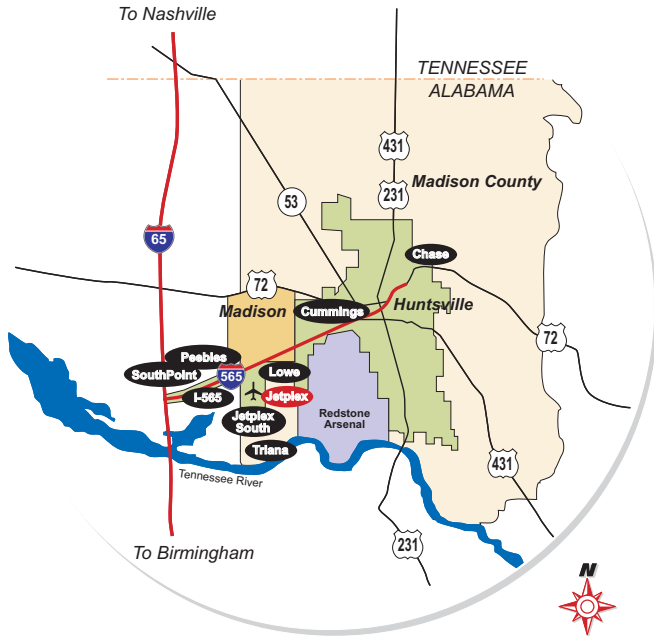 To Nashville
TENNESSEE
ALABAMA
431
Madison County
231
53
65
Chase
72
Madison
Cummings
Huntsville
72
Peebles
SouthPoint
565
Lowe
I-565
Jetplex
Jetplex
South
Redstone
Arsenal
Triana
431
Tennessee River
To Birmingham
231
N